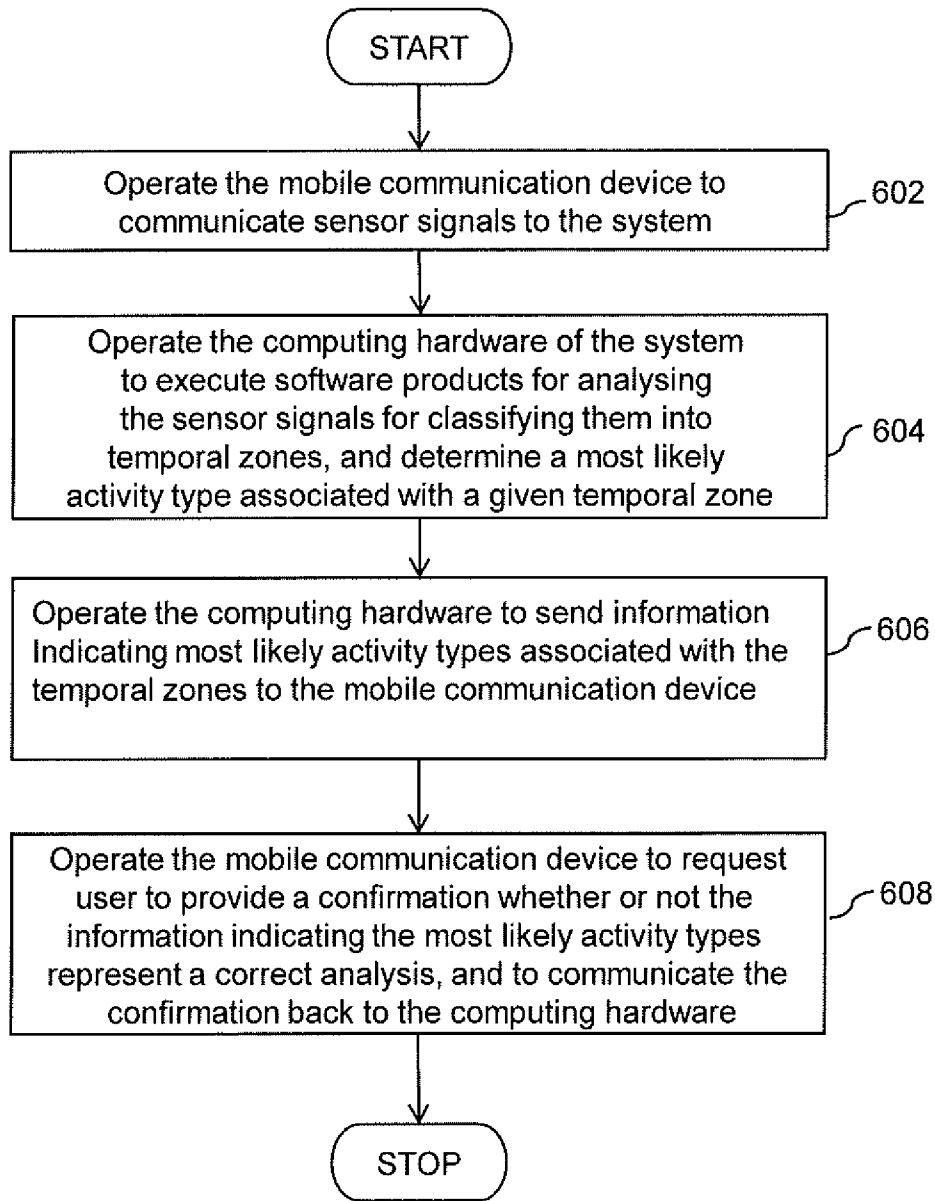 START
Operate the mobile communication device to
communicate sensor signals to the system
602
Operate the computing hardware of the system
to execute software products for analysing
the sensor signals for classifying them into
temporal zones, and determine a most likely
activity type associated with a given temporal zone
604
Operate the computing hardware to send information
Indicating most likely activity types associated with the
temporal zones to the mobile communication device
606
Operate the mobile communication device to request
user to provide a confirmation whether or not the
information indicating the most likely activity types
represent a correct analysis, and to communicate the
confirmation back to the computing hardware
608
STOP